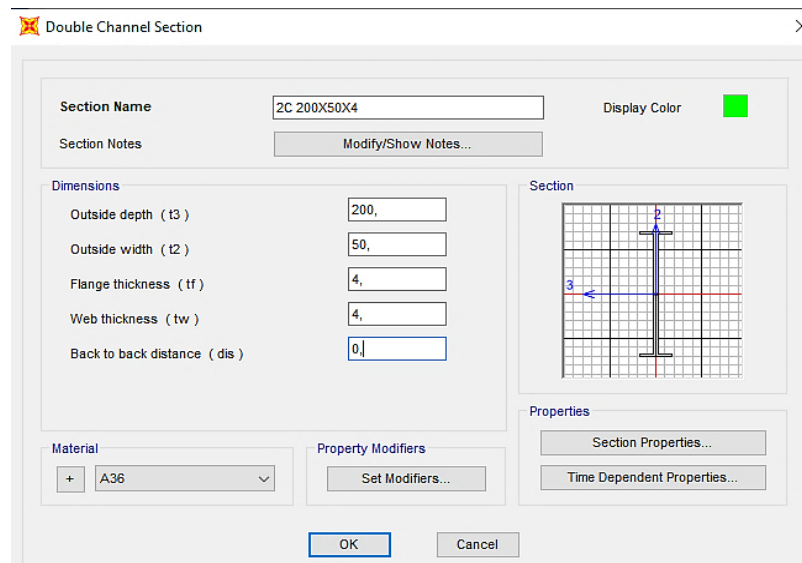 Double Channel Section
Section Name
2C 200X50X4
Display Color
Section Notes
Modify/Show Notes...
Dimensions
Outside depth ( t3 )
200,
Outside width ( t2 )
50,
Flange thickness ( tf )
4,
Web thickness ( tw )
4,
Back to back distance ( dis )
0,
Section
2
3
Properties
Section Properties...
Time Dependent Properties...
Material
+
A36
Property Modifiers
Set Modifiers...
OK
Cancel